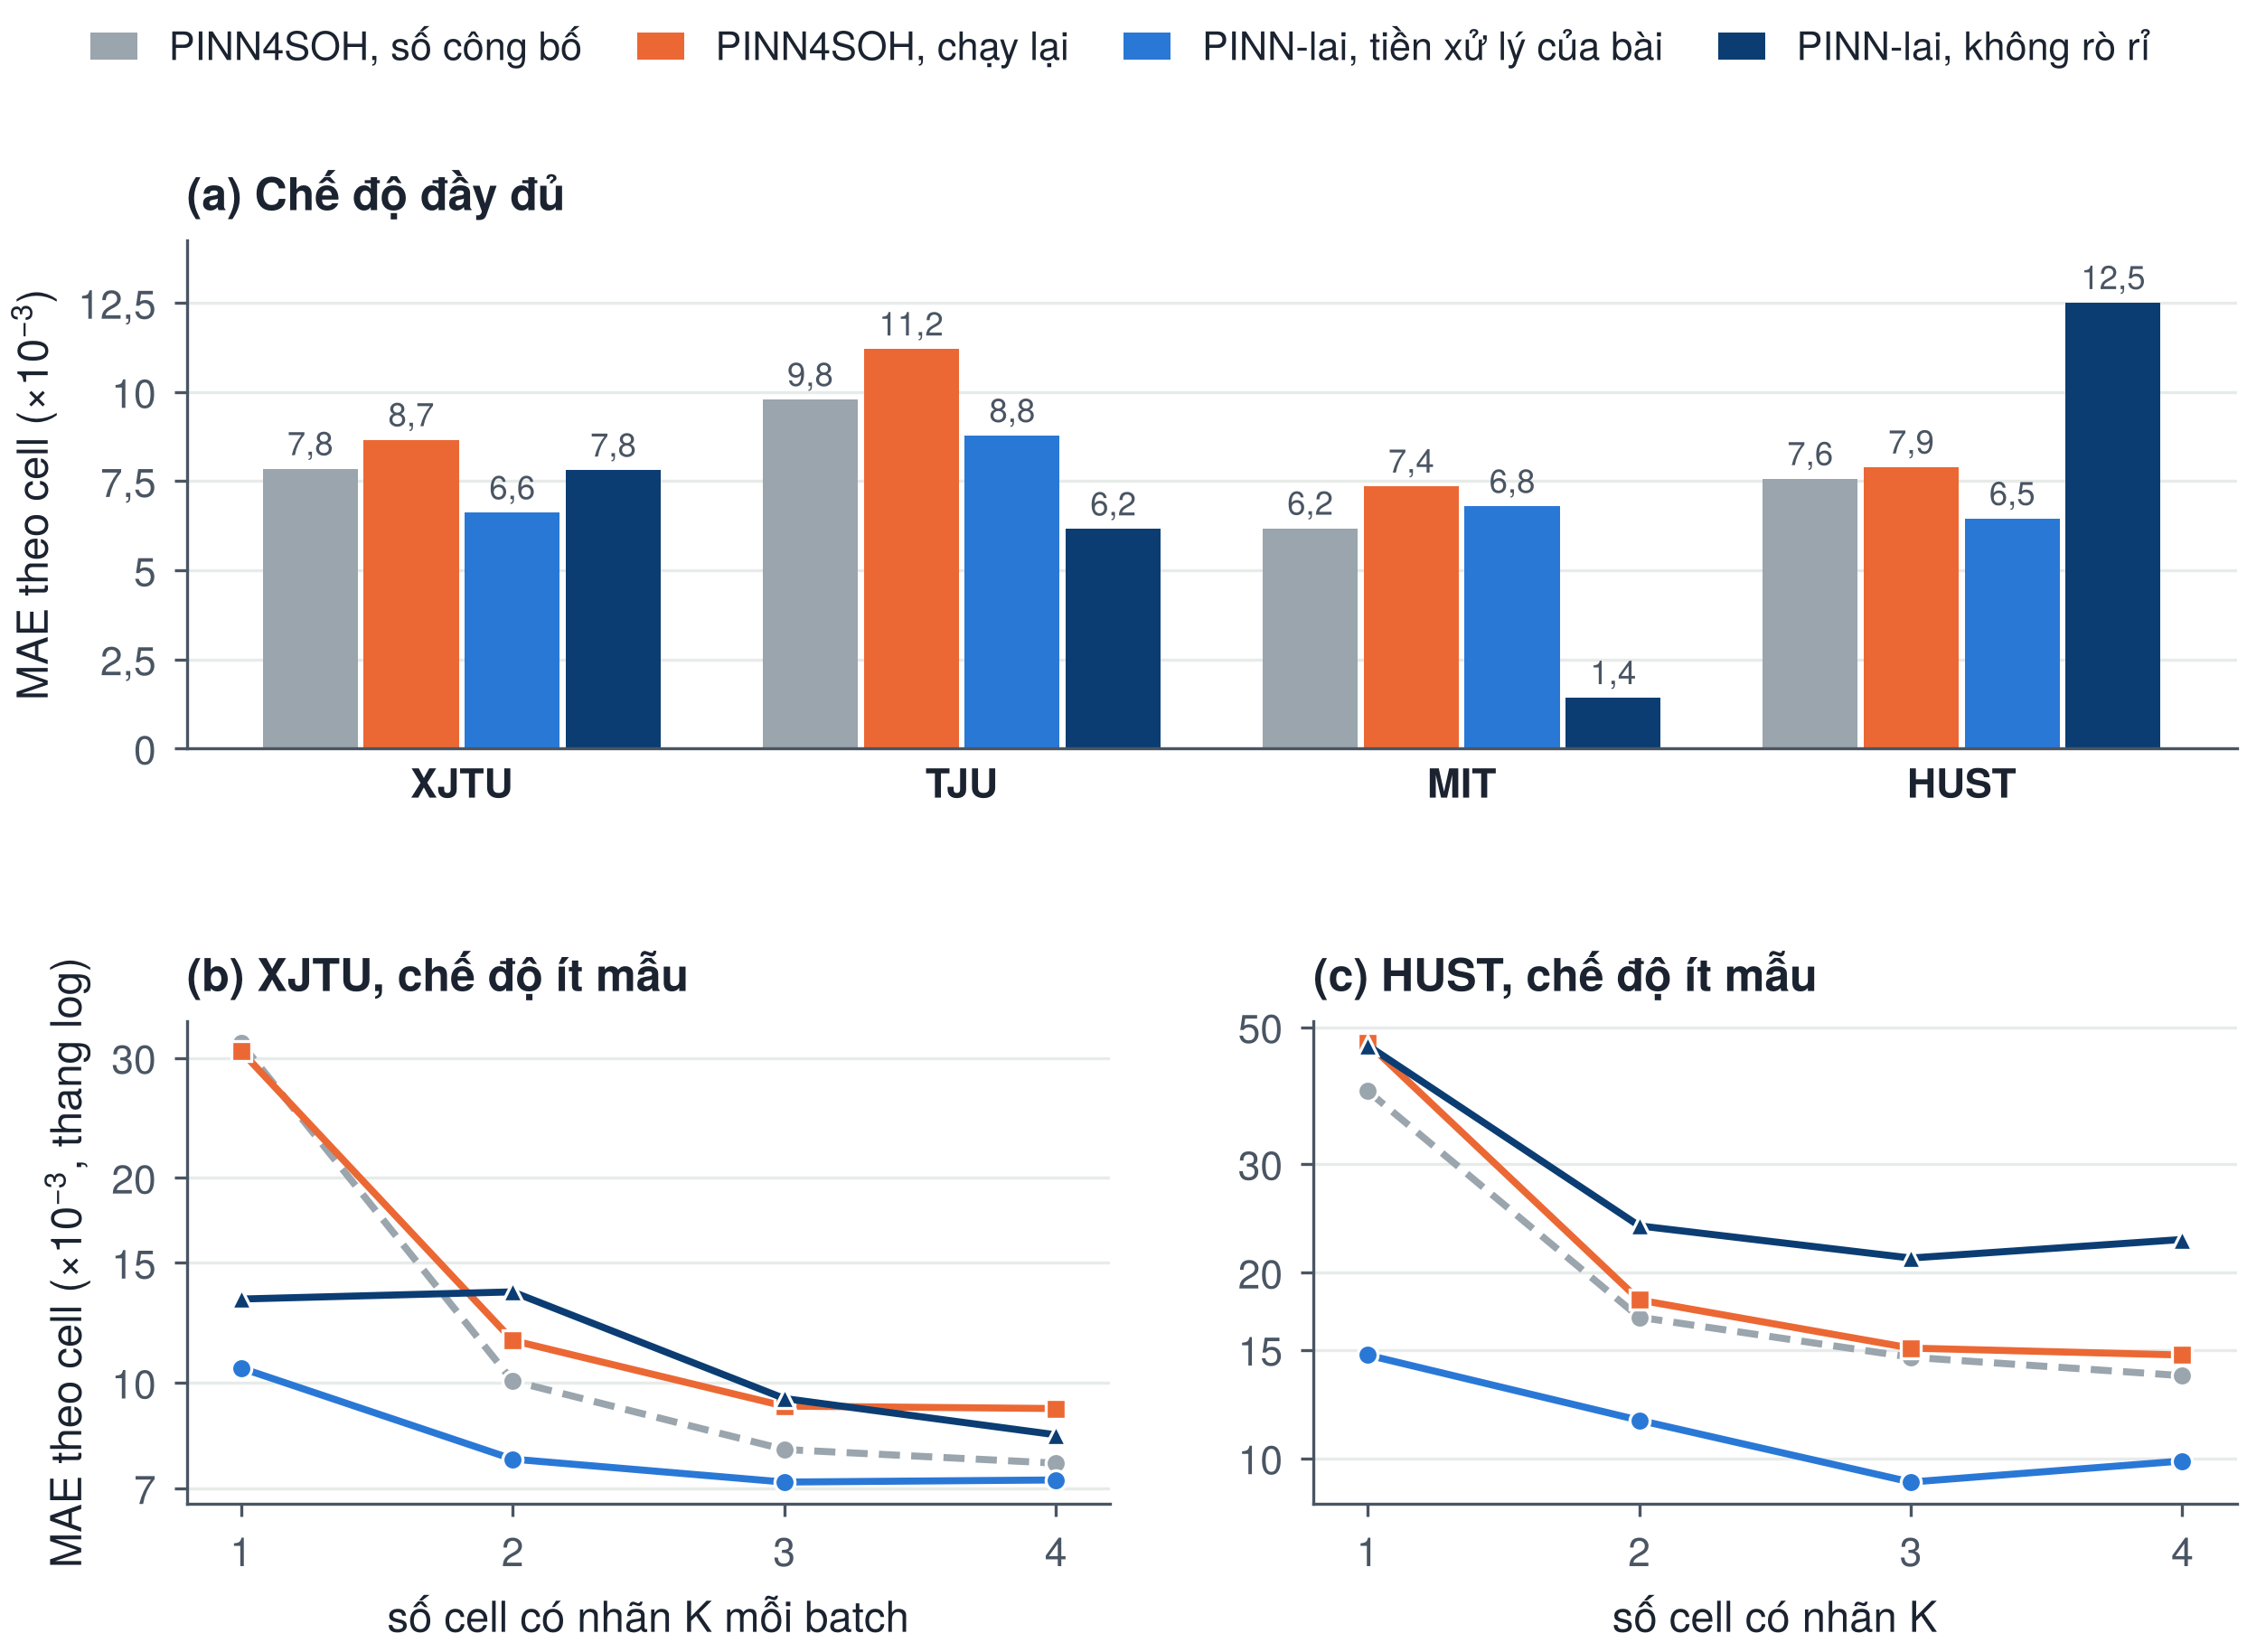 PINN4SOH, số công bố PINN4SOH, chạy lại PINN-lai, tiền xử lý của bài PINN-lai, không rò rỉ
(a) Chế độ đầy đủ
MAE theo cell (×10⁻³)
12,5
10
7,5
5
2,5
0
7,8 8,7 6,6 7,8
9,8 11,2 8,8 6,2
6,2 7,4 6,8 1,4
7,6 7,9 6,5 12,5
XJTU TJU MIT HUST
(b) XJTU, chế độ ít mẫu
MAE theo cell (×10⁻³, thang log)
30
20
15
10
7
1 2 3 4
số cell có nhãn K mỗi batch
(c) HUST, chế độ ít mẫu
50
30
20
15
10
1 2 3 4
số cell có nhãn K